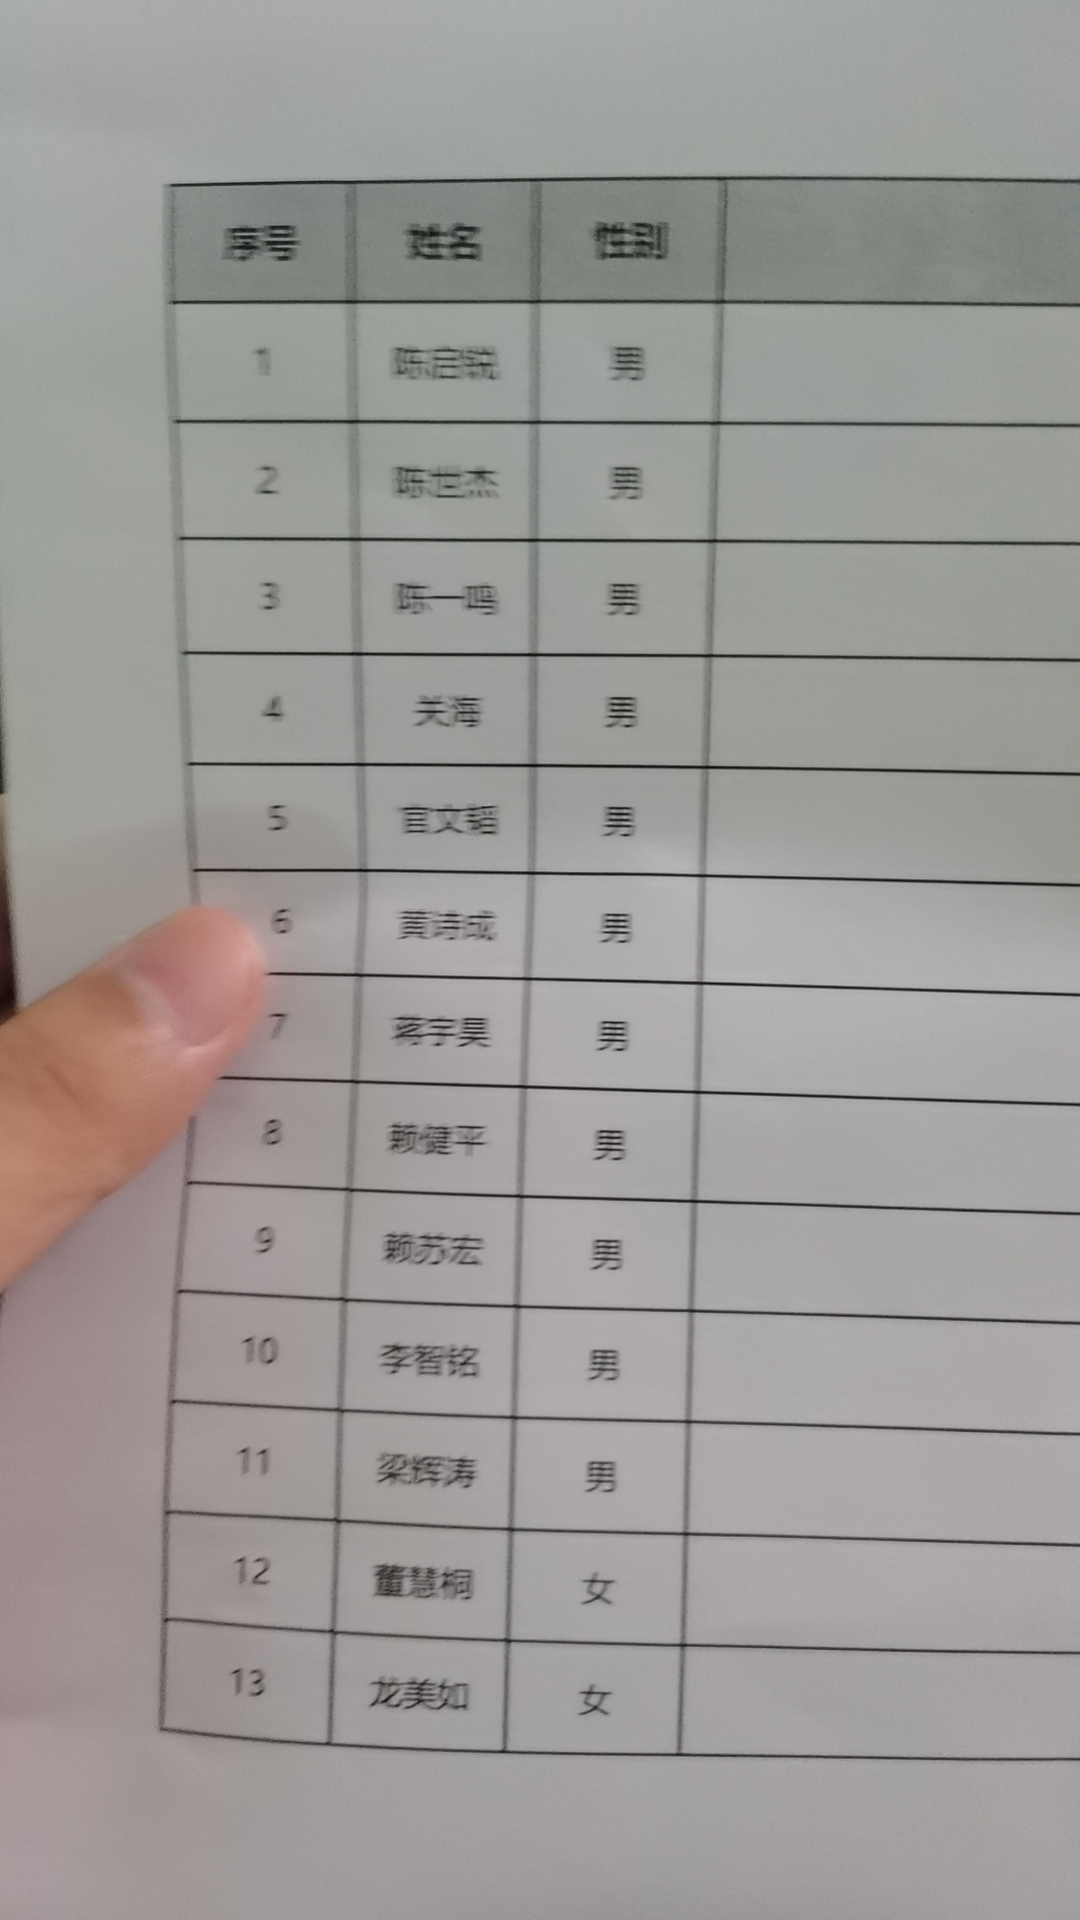 序号 姓名 性别
1 陈启锐 男
2 陈世杰 男
3 陈一鸣 男
4 关海 男
5 官文韬 男
6 黄诗成 男
7 蒋宇昊 男
8 赖健平 男
9 赖苏宏 男
10 李智铭 男
11 梁辉涛 男
12 董慧桐 女
13 龙美如 女